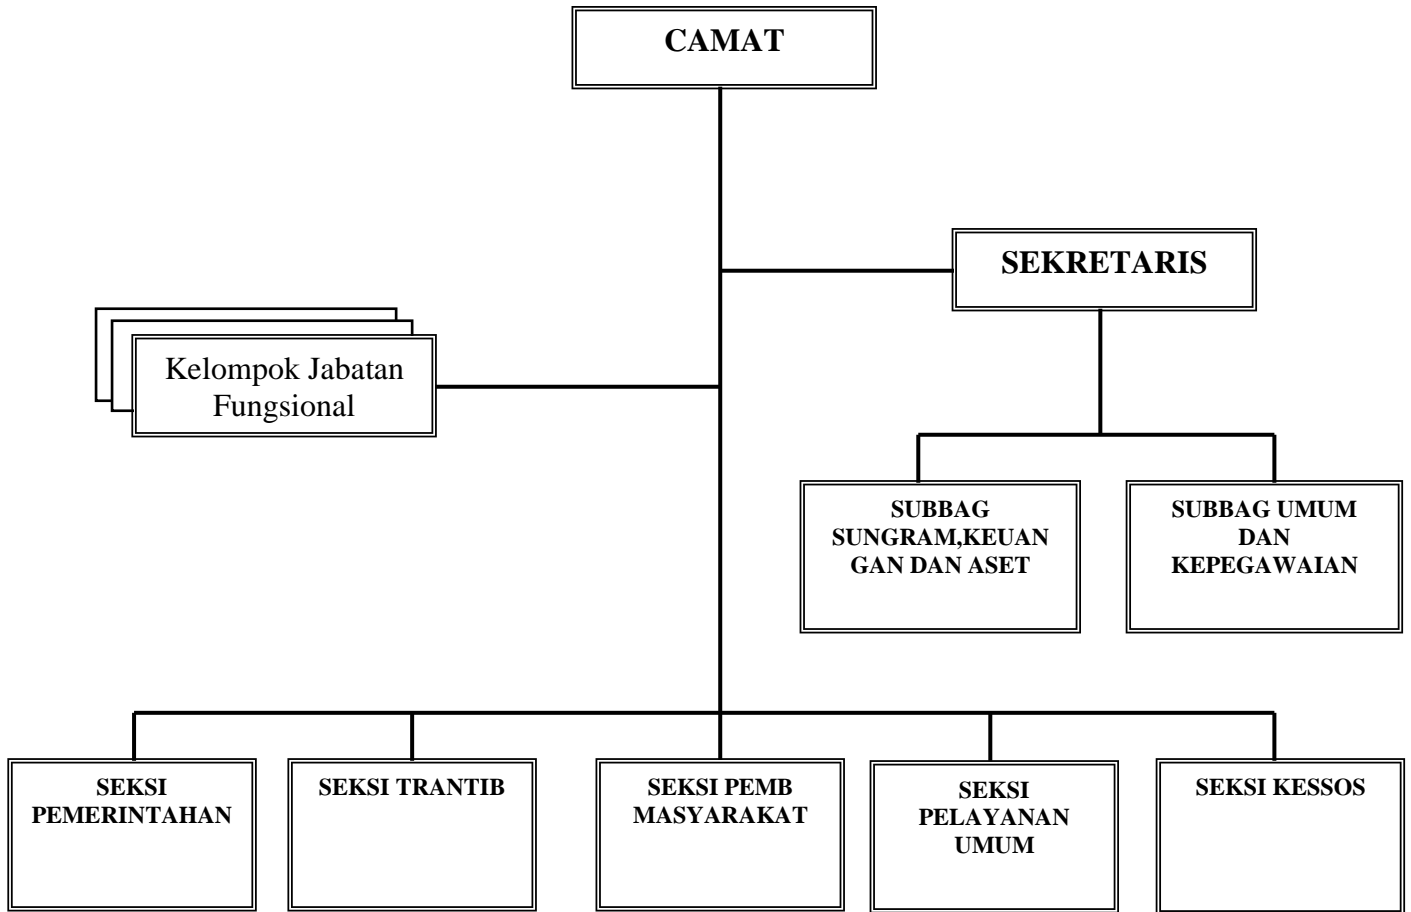 CAMAT
SEKRETARIS
Kelompok Jabatan
Fungsional
SUBBAG
SUNGRAM,KEUAN
GAN DAN ASET
SUBBAG UMUM
DAN
KEPEGAWAIAN
SEKSI
PEMERINTAHAN
SEKSI TRANTIB
SEKSI PEMB
MASYARAKAT
SEKSI
PELAYANAN
UMUM
SEKSI KESSOS